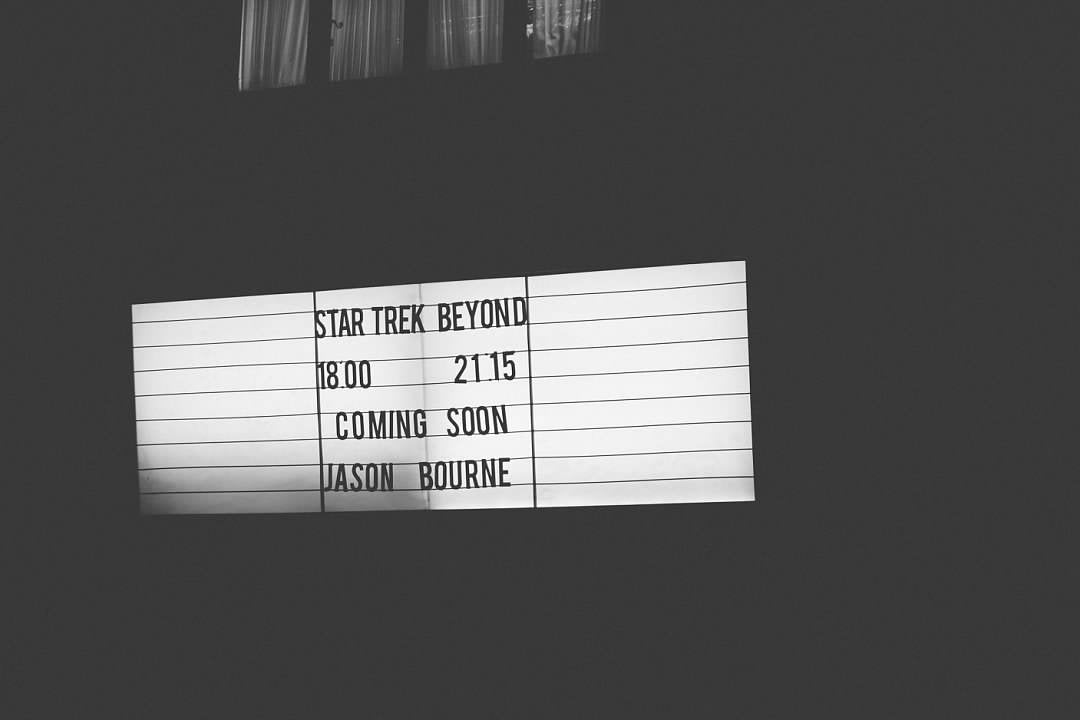 STAR TREK BEYOND
18:00 21:15
COMING SOON
JASON BOURNE